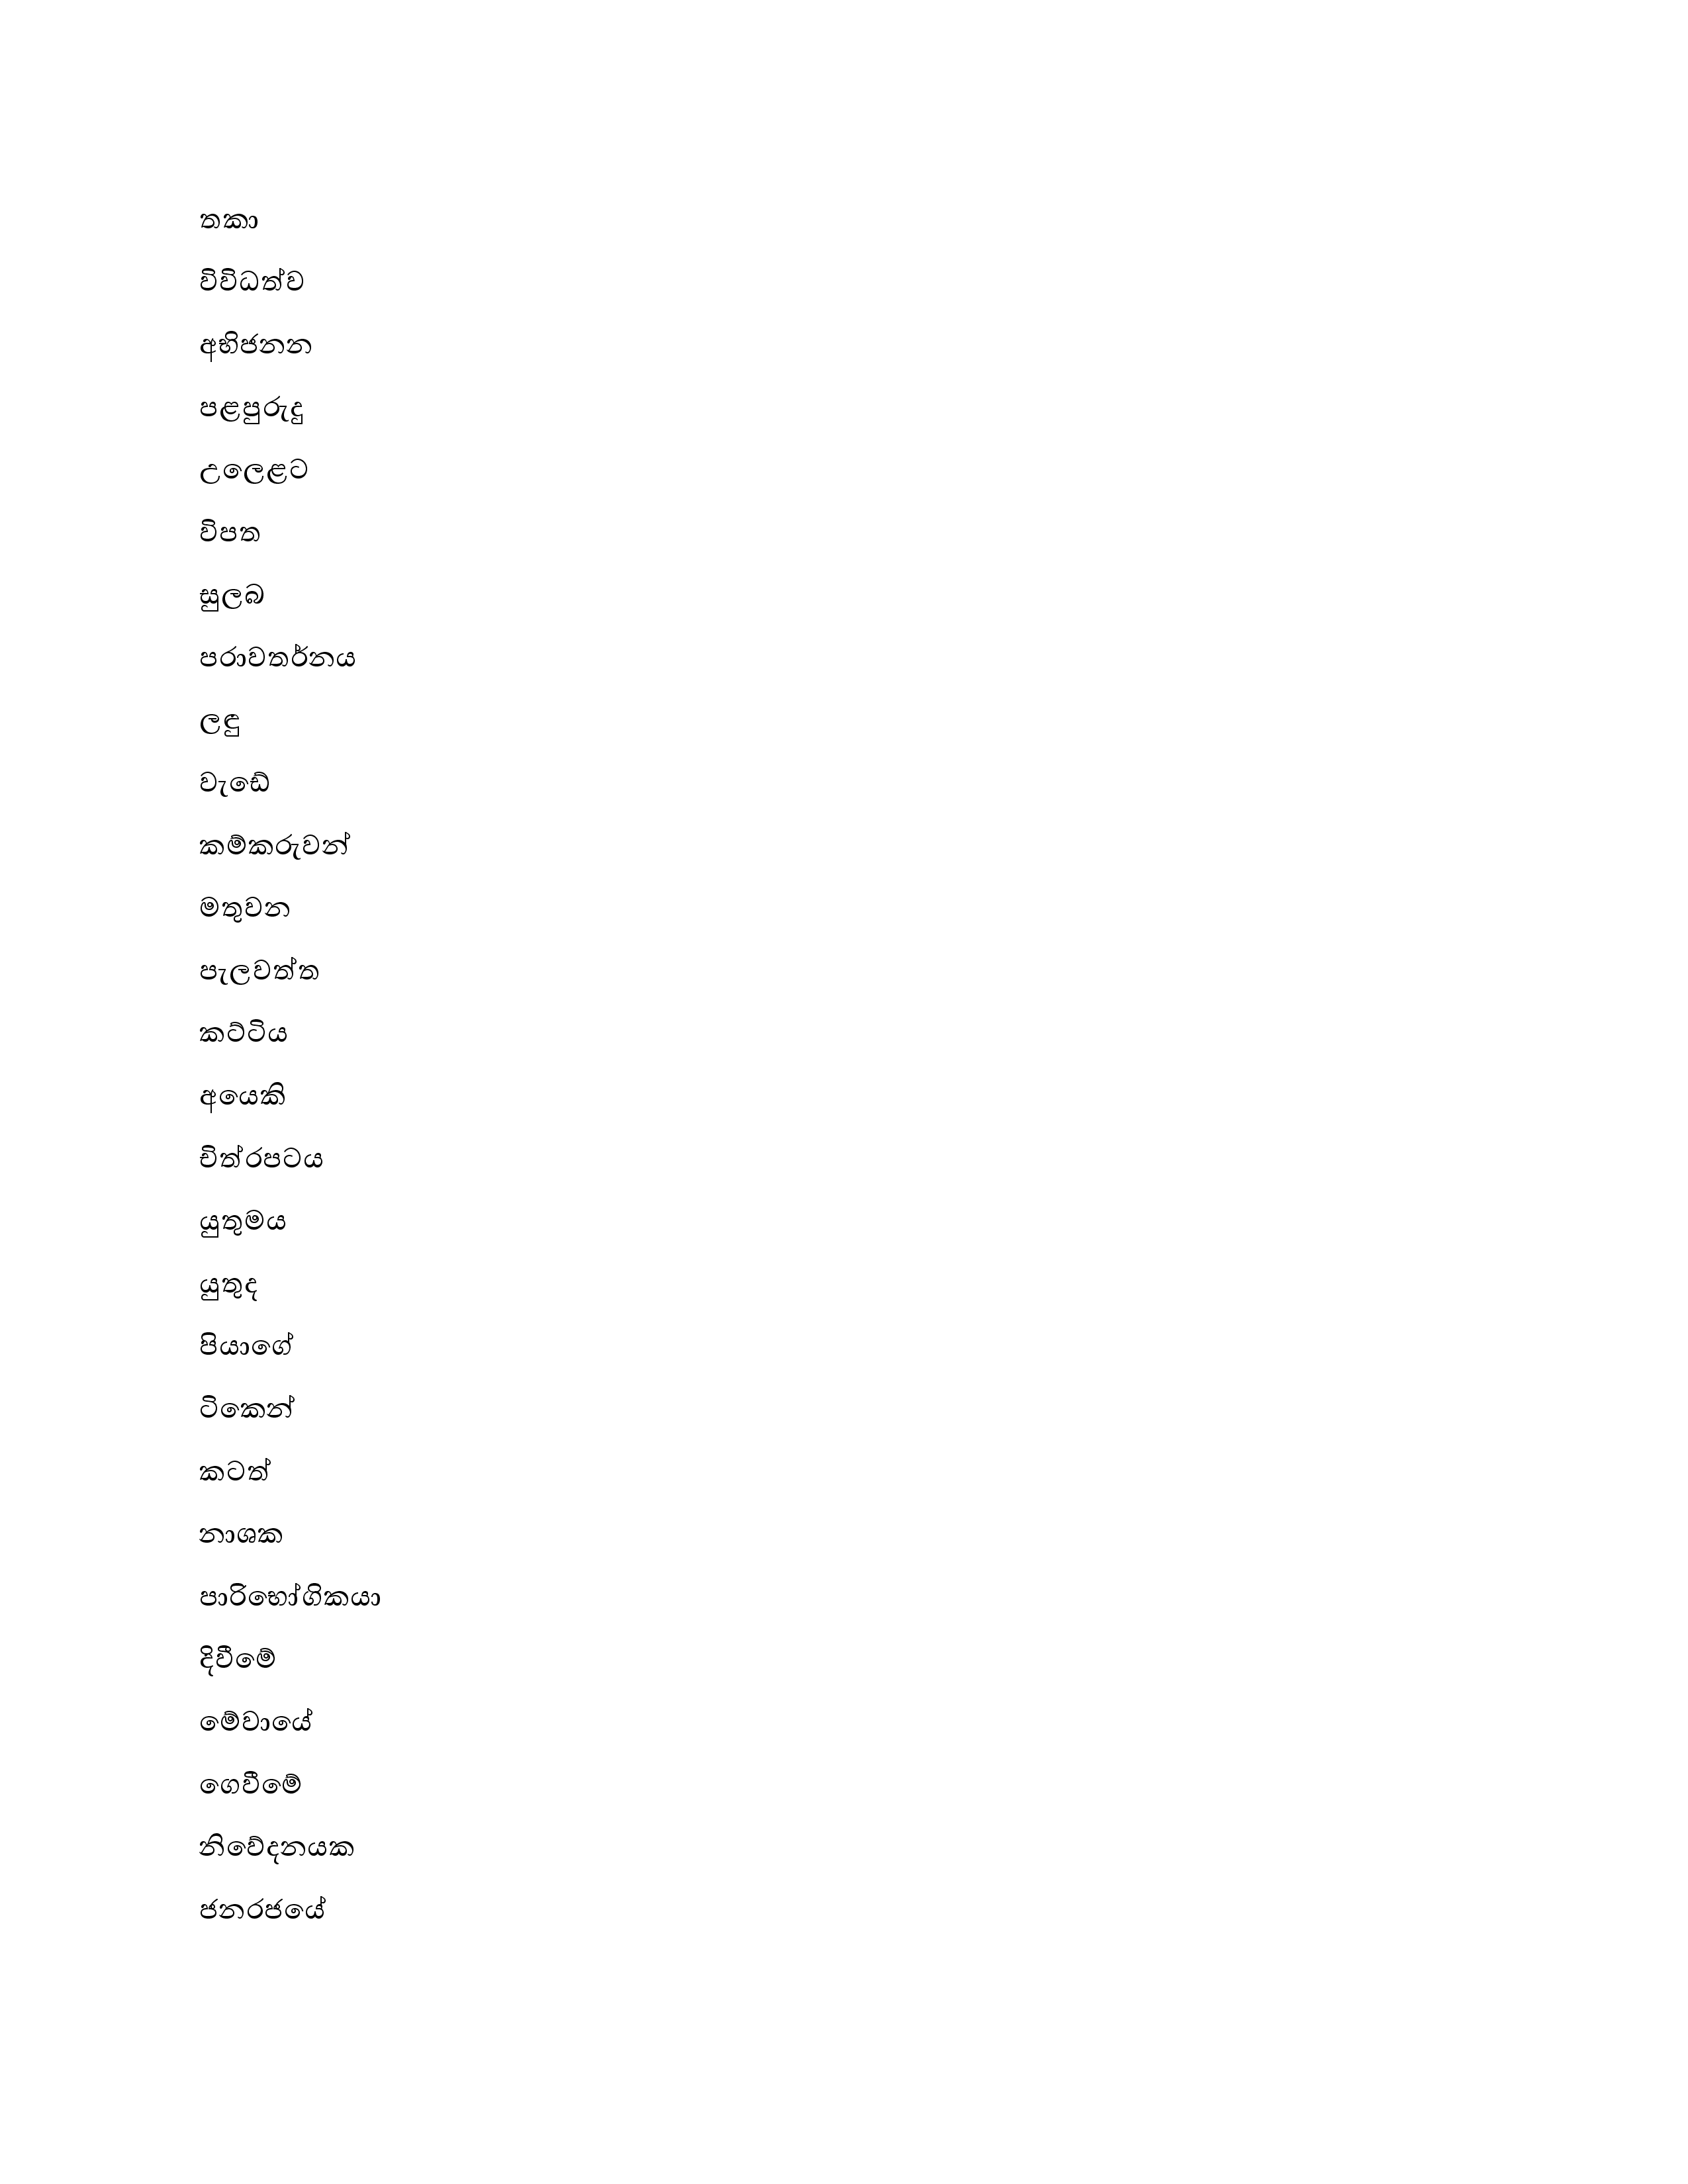 තකා
විවිධත්ව
අභිජනන
පළපුරුදු
උලෙළට
විපත
සුලබ
පරාවතර්නය
ලඳු
වැඩේ
කම්කරුවන්
මතුවන
පැලවත්ත
කට්ටිය
අයෙකි
චිත්රපටය
යුතුමය
යුතුද
පියාගේ
ටිකෙන්
කටත්
නාශක
පාරිභෝගිකයා
දිවීමේ
මේවායේ
ගෙවීමේ
නිවේදනයක
ජනරජයේ